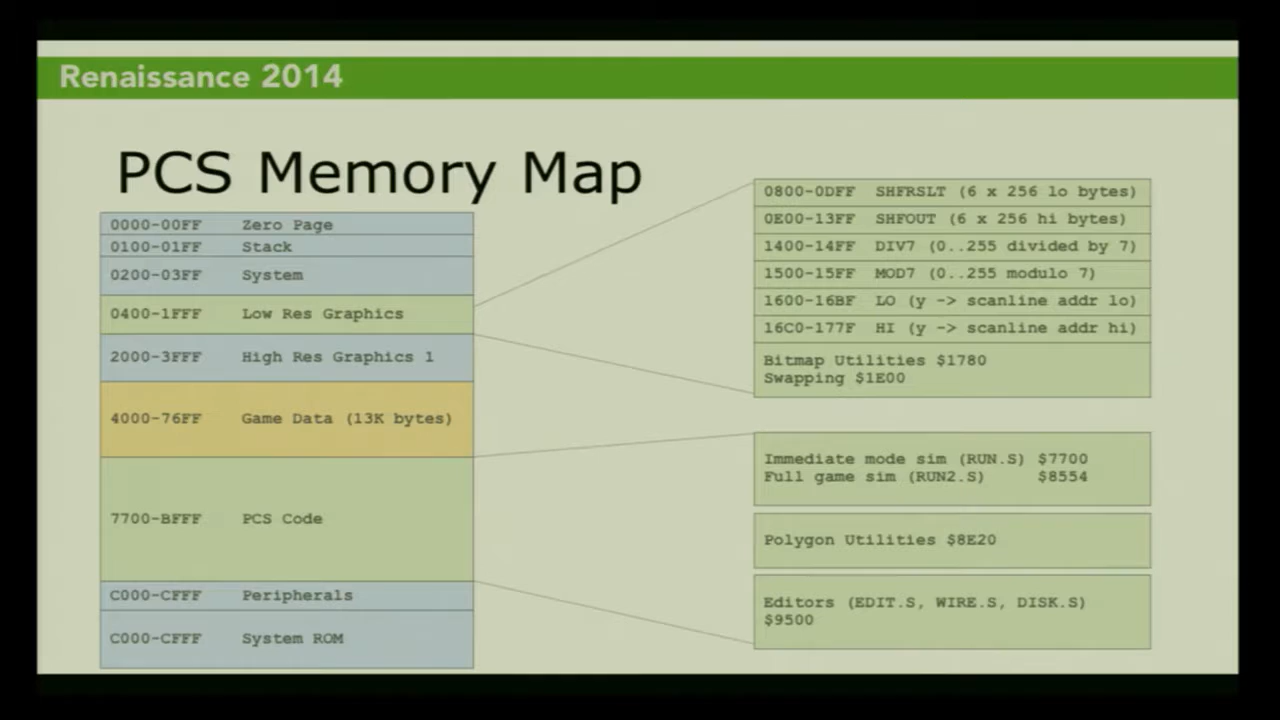 Renaissance 2014
PCS Memory Map
0000-00FF Zero Page
0100-01FF Stack
0200-03FF System
0400-1FFF Low Res Graphics
2000-3FFF High Res Graphics 1
4000-76FF Game Data (13K bytes)
7700-BFFF PCS Code
C000-CFFF Peripherals
C000-CFFF System ROM
0800-0DFF SHFRSLT (6 x 256 lo bytes)
0E00-13FF SHFOUT (6 x 256 hi bytes)
1400-14FF DIV7 (0..255 divided by 7)
1500-15FF MOD7 (0..255 modulo 7)
1600-16BF LO (y -> scanline addr lo)
16C0-177F HI (y -> scanline addr hi)
Bitmap Utilities $1780
Swapping $1E00
Immediate mode sim (RUN.S) $7700
Full game sim (RUN2.S) $8554
Polygon Utilities $8E20
Editors (EDIT.S, WIRE.S, DISK.S)
$9500